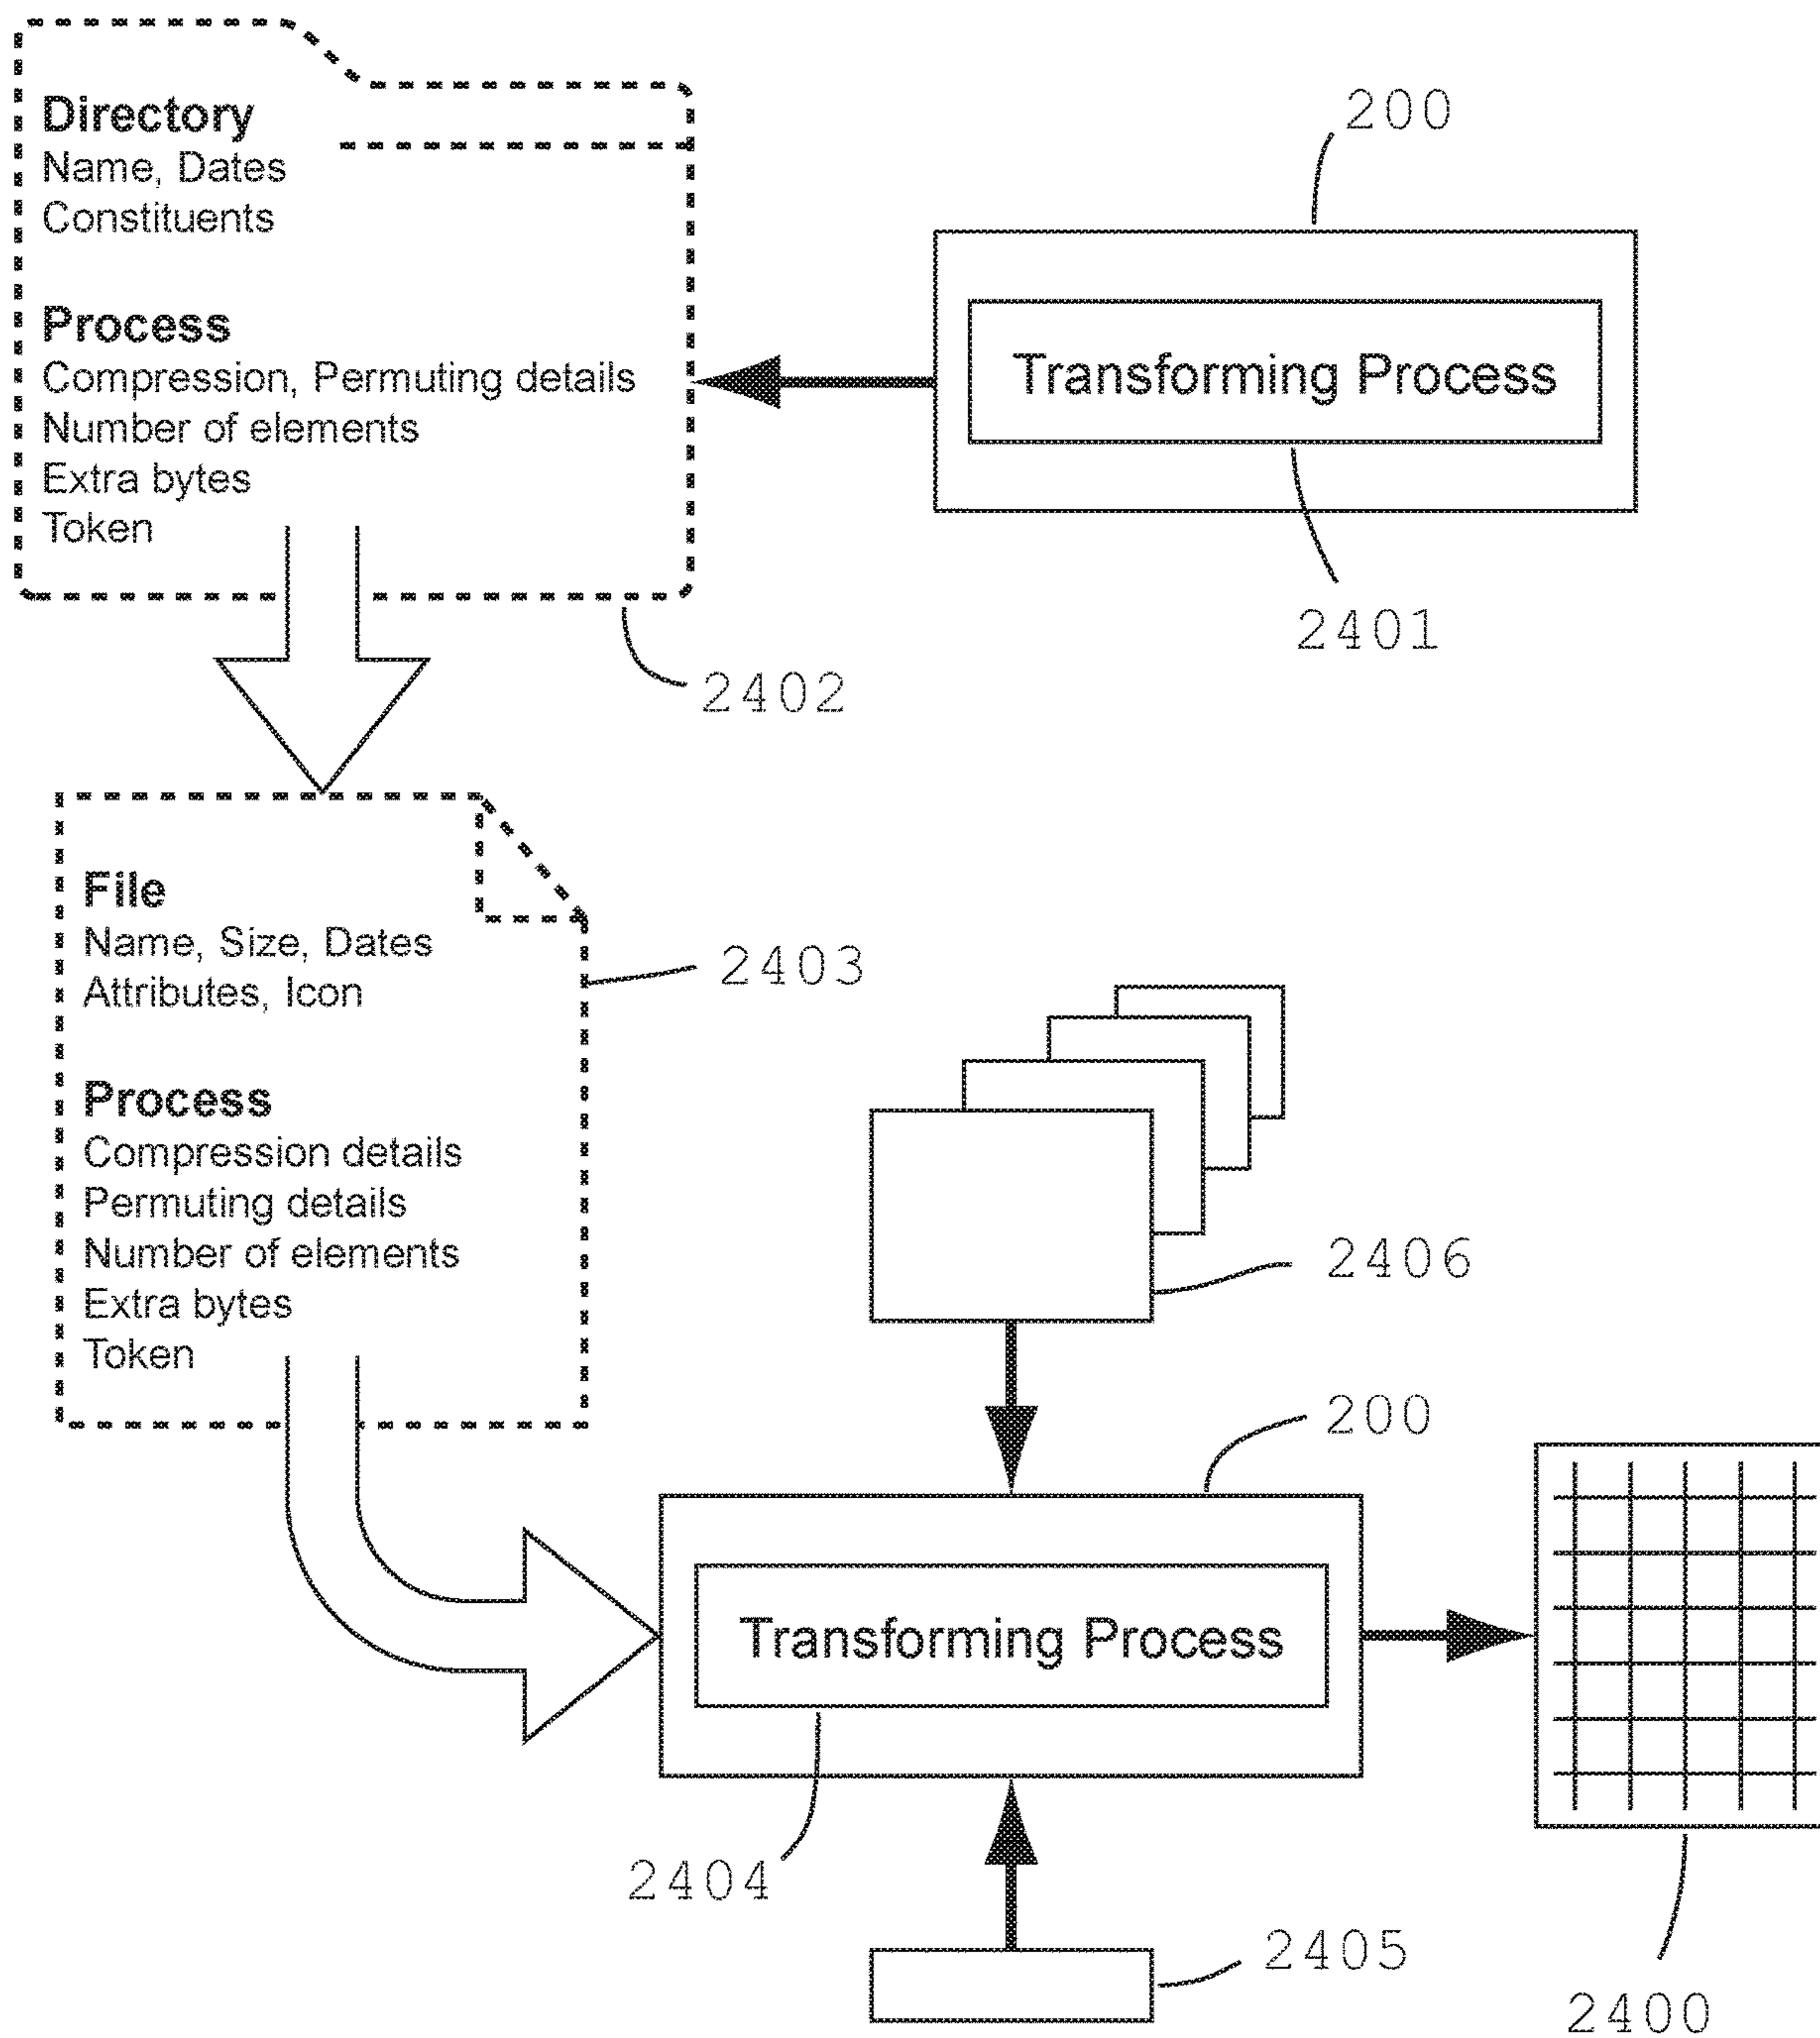 Directory
Name, Dates
Constituents
Process
Compression, Permuting details
Number of elements
Extra bytes
Token
200
Transforming Process
2401
2402
File
Name, Size, Dates
Attributes, Icon
Process
Compression details
Permuting details
Number of elements
Extra bytes
Token
2403
2406
200
Transforming Process
2404
2405
2400